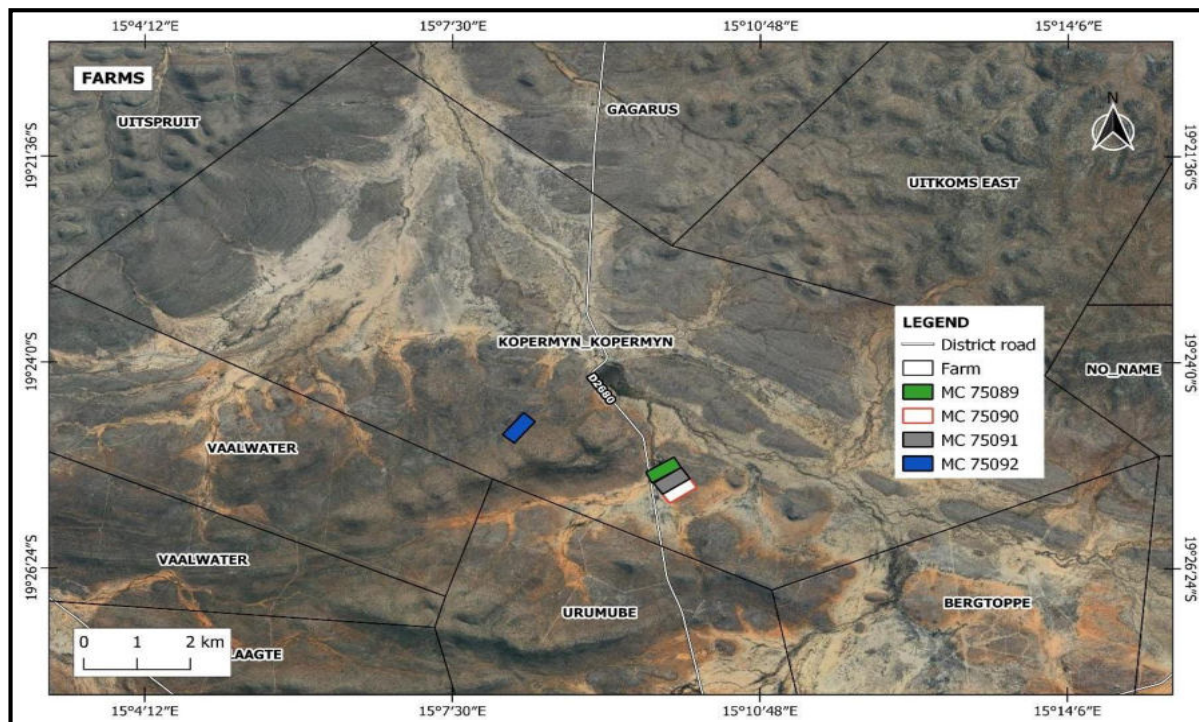 15°4′12″E
15°7′30″E
15°10′48″E
15°14′6″E
FARMS
UITSPRUIT
GAGARUS
N
19°21′36″S
19°21′36″S
UITKOMS EAST
LEGEND
District road
Farm
MC 75089
MC 75090
MC 75091
MC 75092
KOPERMYN_KOPERMYN
19°24′0″S
19°24′0″S
NO_NAME
D2680
VAALWATER
VAALWATER
19°26′24″S
19°26′24″S
URUMUBE
BERGTOPPE
0 1 2 km
LAAGTE
15°4′12″E
15°7′30″E
15°10′48″E
15°14′6″E